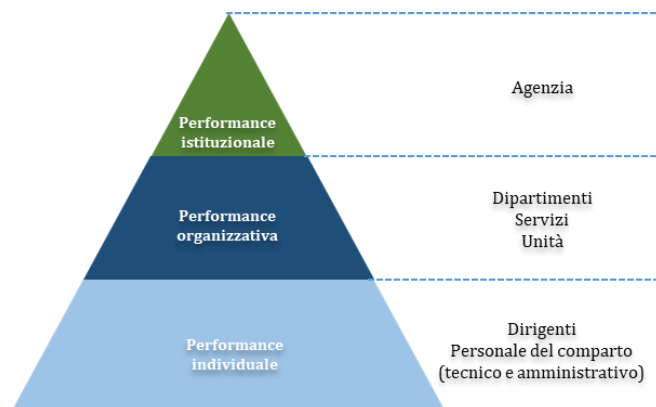 Performance
istituzionale
Agenzia
Performance
organizzativa
Dipartimenti
Servizi
Unità
Performance
individuale
Dirigenti
Personale del comparto
(tecnico e amministrativo)